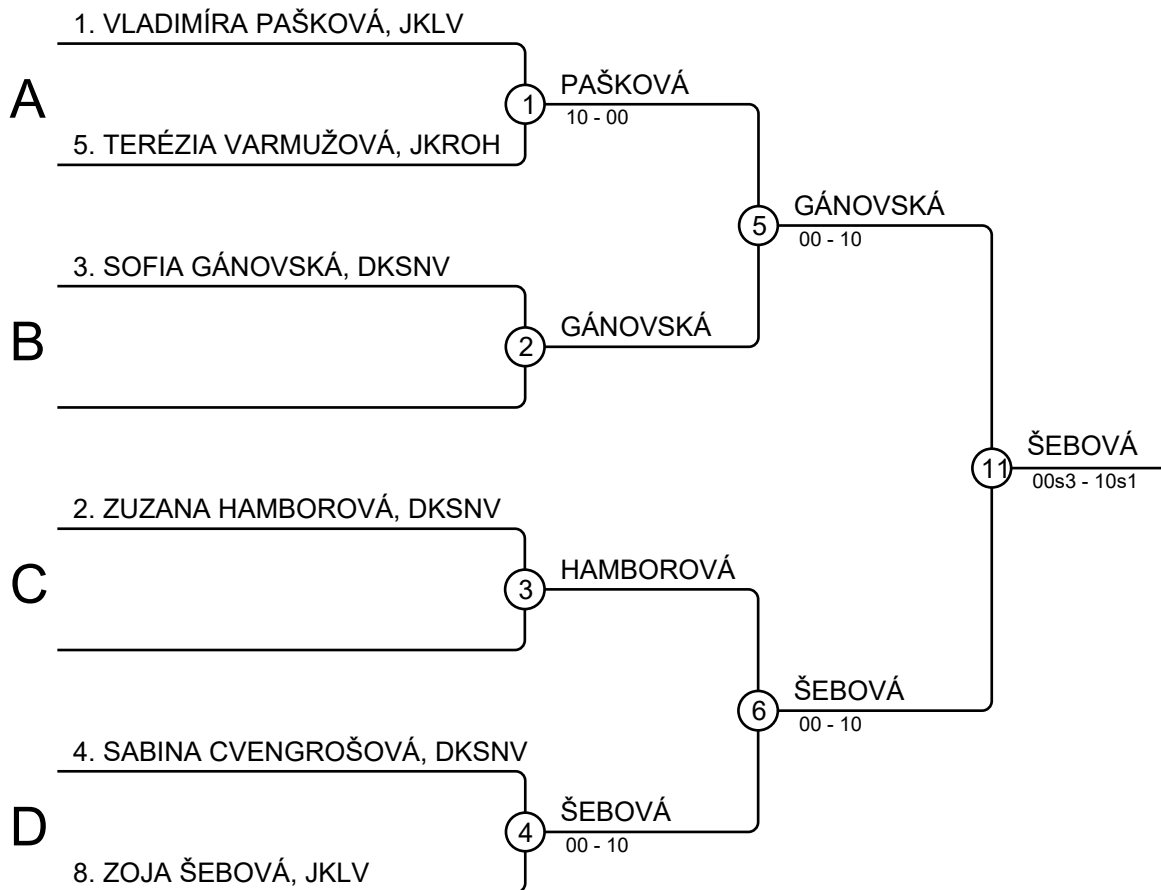 1. VLADIMÍRA PAŠKOVÁ, JKLV
A
1
PAŠKOVÁ
10 - 00
5. TERÉZIA VARMUŽOVÁ, JKROH
5
GÁNOVSKÁ
00 - 10
3. SOFIA GÁNOVSKÁ, DKSNV
B
2
GÁNOVSKÁ
11
ŠEBOVÁ
00s3 - 10s1
2. ZUZANA HAMBOROVÁ, DKSNV
C
3
HAMBOROVÁ
6
ŠEBOVÁ
00 - 10
4. SABINA CVENGROŠOVÁ, DKSNV
D
4
ŠEBOVÁ
00 - 10
8. ZOJA ŠEBOVÁ, JKLV